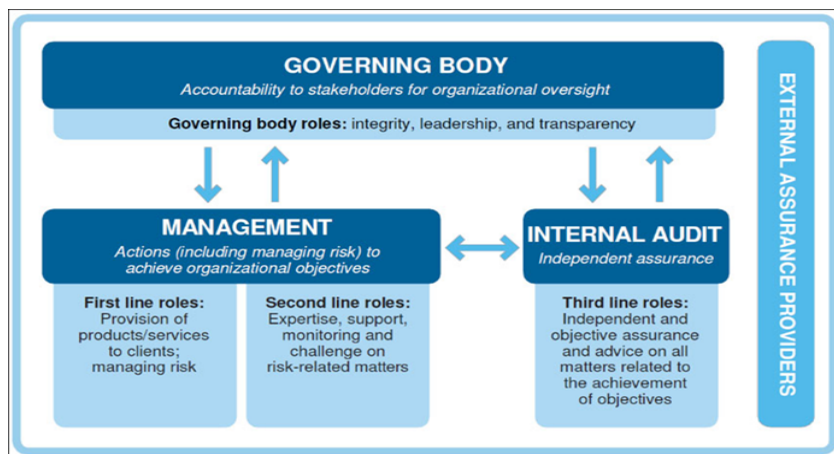 GOVERNING BODY
Accountability to stakeholders for organizational oversight
Governing body roles: integrity, leadership, and transparency
MANAGEMENT
Actions (including managing risk) to
achieve organizational objectives
First line roles:
Provision of
products/services
to clients;
managing risk
Second line roles:
Expertise, support,
monitoring and
challenge on
risk-related matters
INTERNAL AUDIT
Independent assurance
Third line roles:
Independent and
objective assurance
and advice on all
matters related to
the achievement
of objectives
EXTERNAL ASSURANCE PROVIDERS